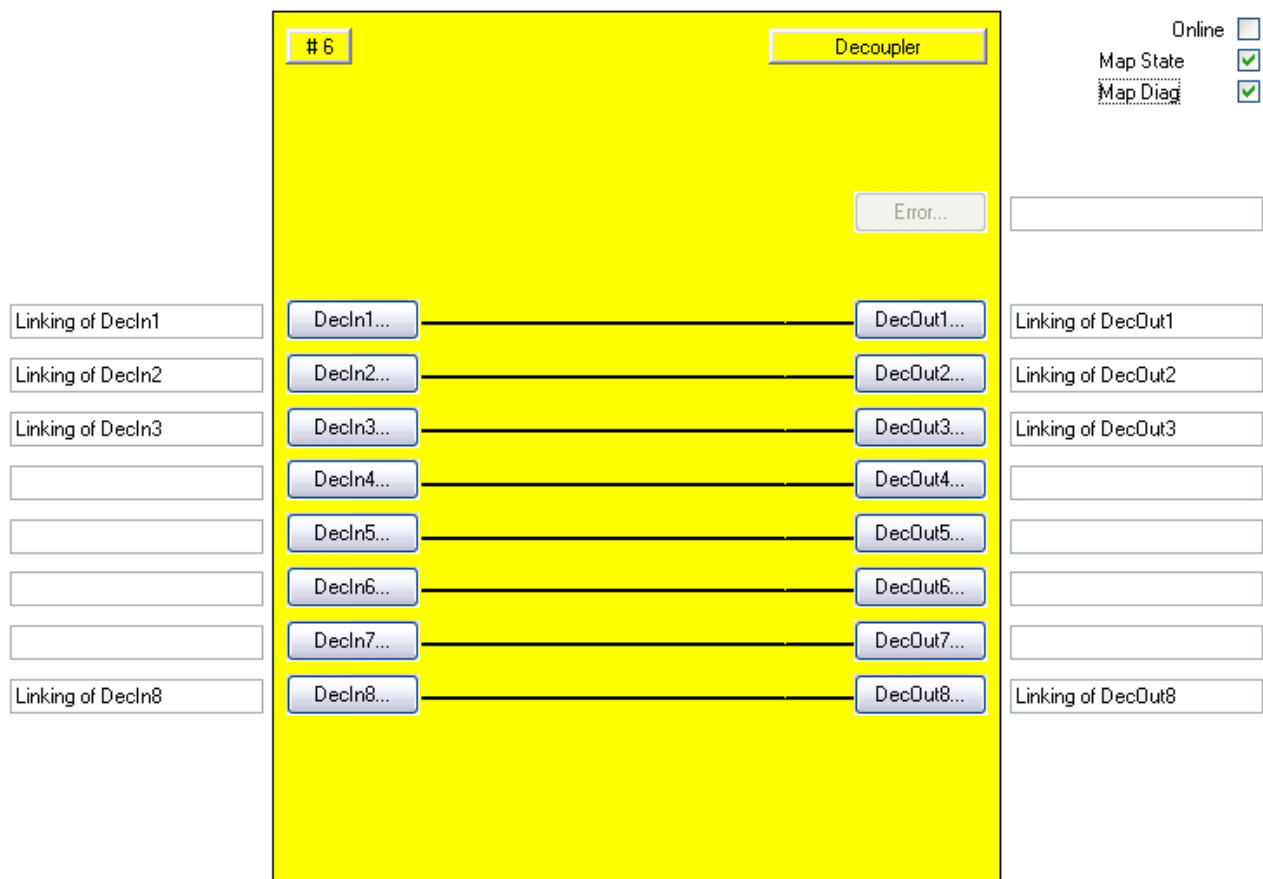 # 6
Decoupler
Online
Map State
Map Diag
Error...
Linking of DecIn1
DecIn1...
DecOut1...
Linking of DecOut1
Linking of DecIn2
DecIn2...
DecOut2...
Linking of DecOut2
Linking of DecIn3
DecIn3...
DecOut3...
Linking of DecOut3
DecIn4...
DecOut4...
DecIn5...
DecOut5...
DecIn6...
DecOut6...
DecIn7...
DecOut7...
Linking of DecIn8
DecIn8...
DecOut8...
Linking of DecOut8